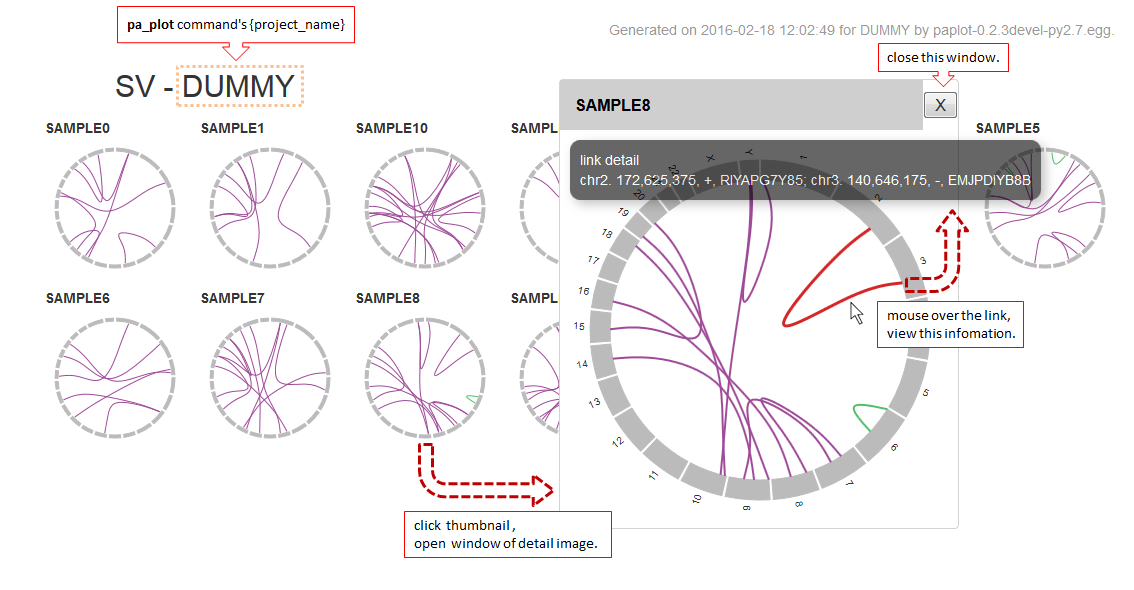 pa_plot command's {project_name}
Generated on 2016-02-18 12:02:49 for DUMMY by paplot-0.2.3devel-py2.7.egg.
close this window.
SV - DUMMY
SAMPLE8
X
SAMPLE0
SAMPLE1
SAMPLE10
SAMPL
SAMPLE5
link detail
chr2. 172,625,375, +, RIYAPG7Y85; chr3. 140,646,175, -, EMJPDIYB8B
X
Y
1
2
3
5
6
7
8
9
10
11
12
13
14
15
16
17
18
19
20
22
mouse over the link,
view this infomation.
SAMPLE6
SAMPLE7
SAMPLE8
SAMPL
click thumbnail ,
open window of detail image.